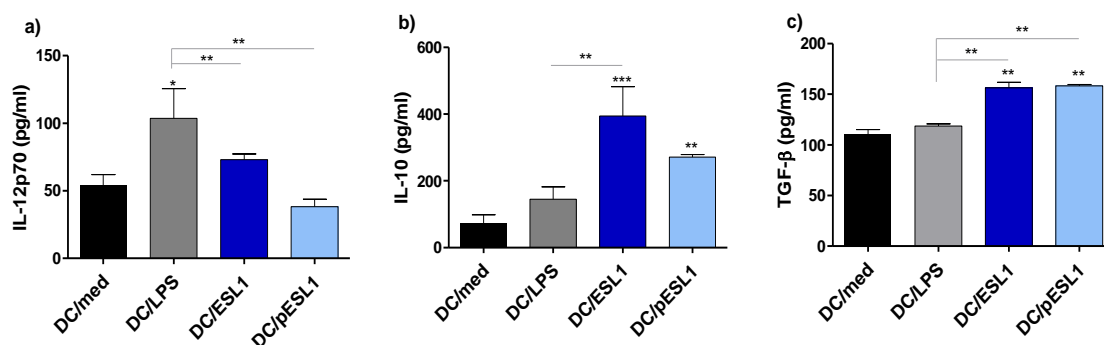 a)
**
**
*
IL-12p70 (pg/ml)
150
100
50
0
DC/med
DC/LPS
DC/ESL1
DC/pESL1
b)
**
***
**
IL-10 (pg/ml)
600
400
200
0
DC/med
DC/LPS
DC/ESL1
DC/pESL1
c)
**
**
**
**
TGF-β (pg/ml)
200
150
100
50
0
DC/med
DC/LPS
DC/ESL1
DC/pESL1